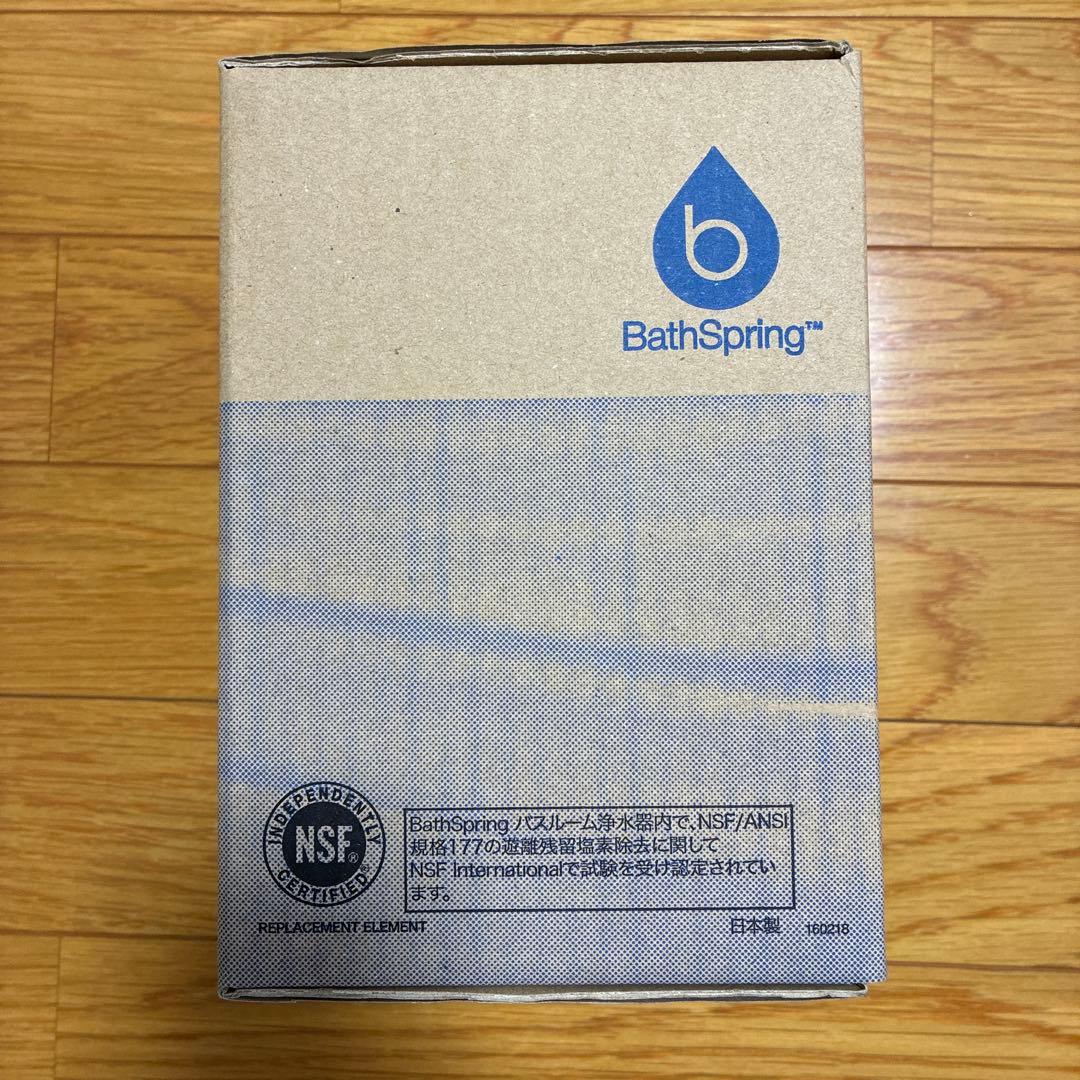 b
BathSpring™
INDEPENDENTLY
NSF®
CERTIFIED
BathSpring バスルーム浄水器内で、NSF/ANSI
規格177の遊離残留塩素除去に関して
NSF Internationalで試験を受け認定されてい
ます。
REPLACEMENT ELEMENT
日本製 160218